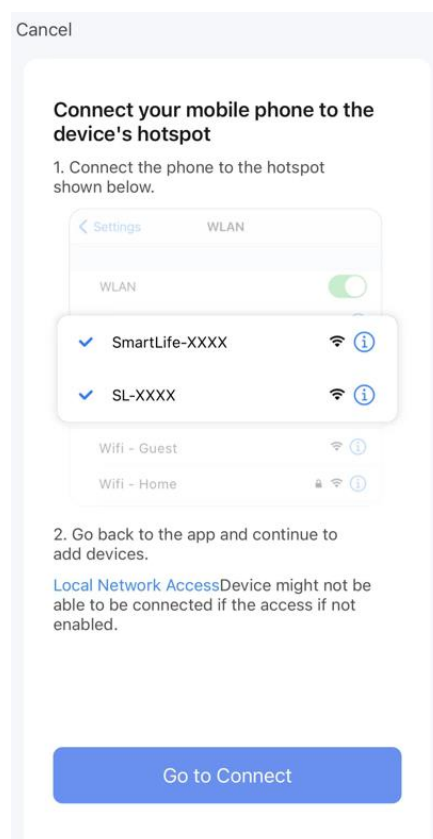 Cancel
Connect your mobile phone to the
device's hotspot
1. Connect the phone to the hotspot
shown below.
Settings WLAN
WLAN
SmartLife-XXXX
SL-XXXX
Wifi - Guest
Wifi - Home
2. Go back to the app and continue to
add devices.
Local Network AccessDevice might not be
able to be connected if the access if not
enabled.
Go to Connect